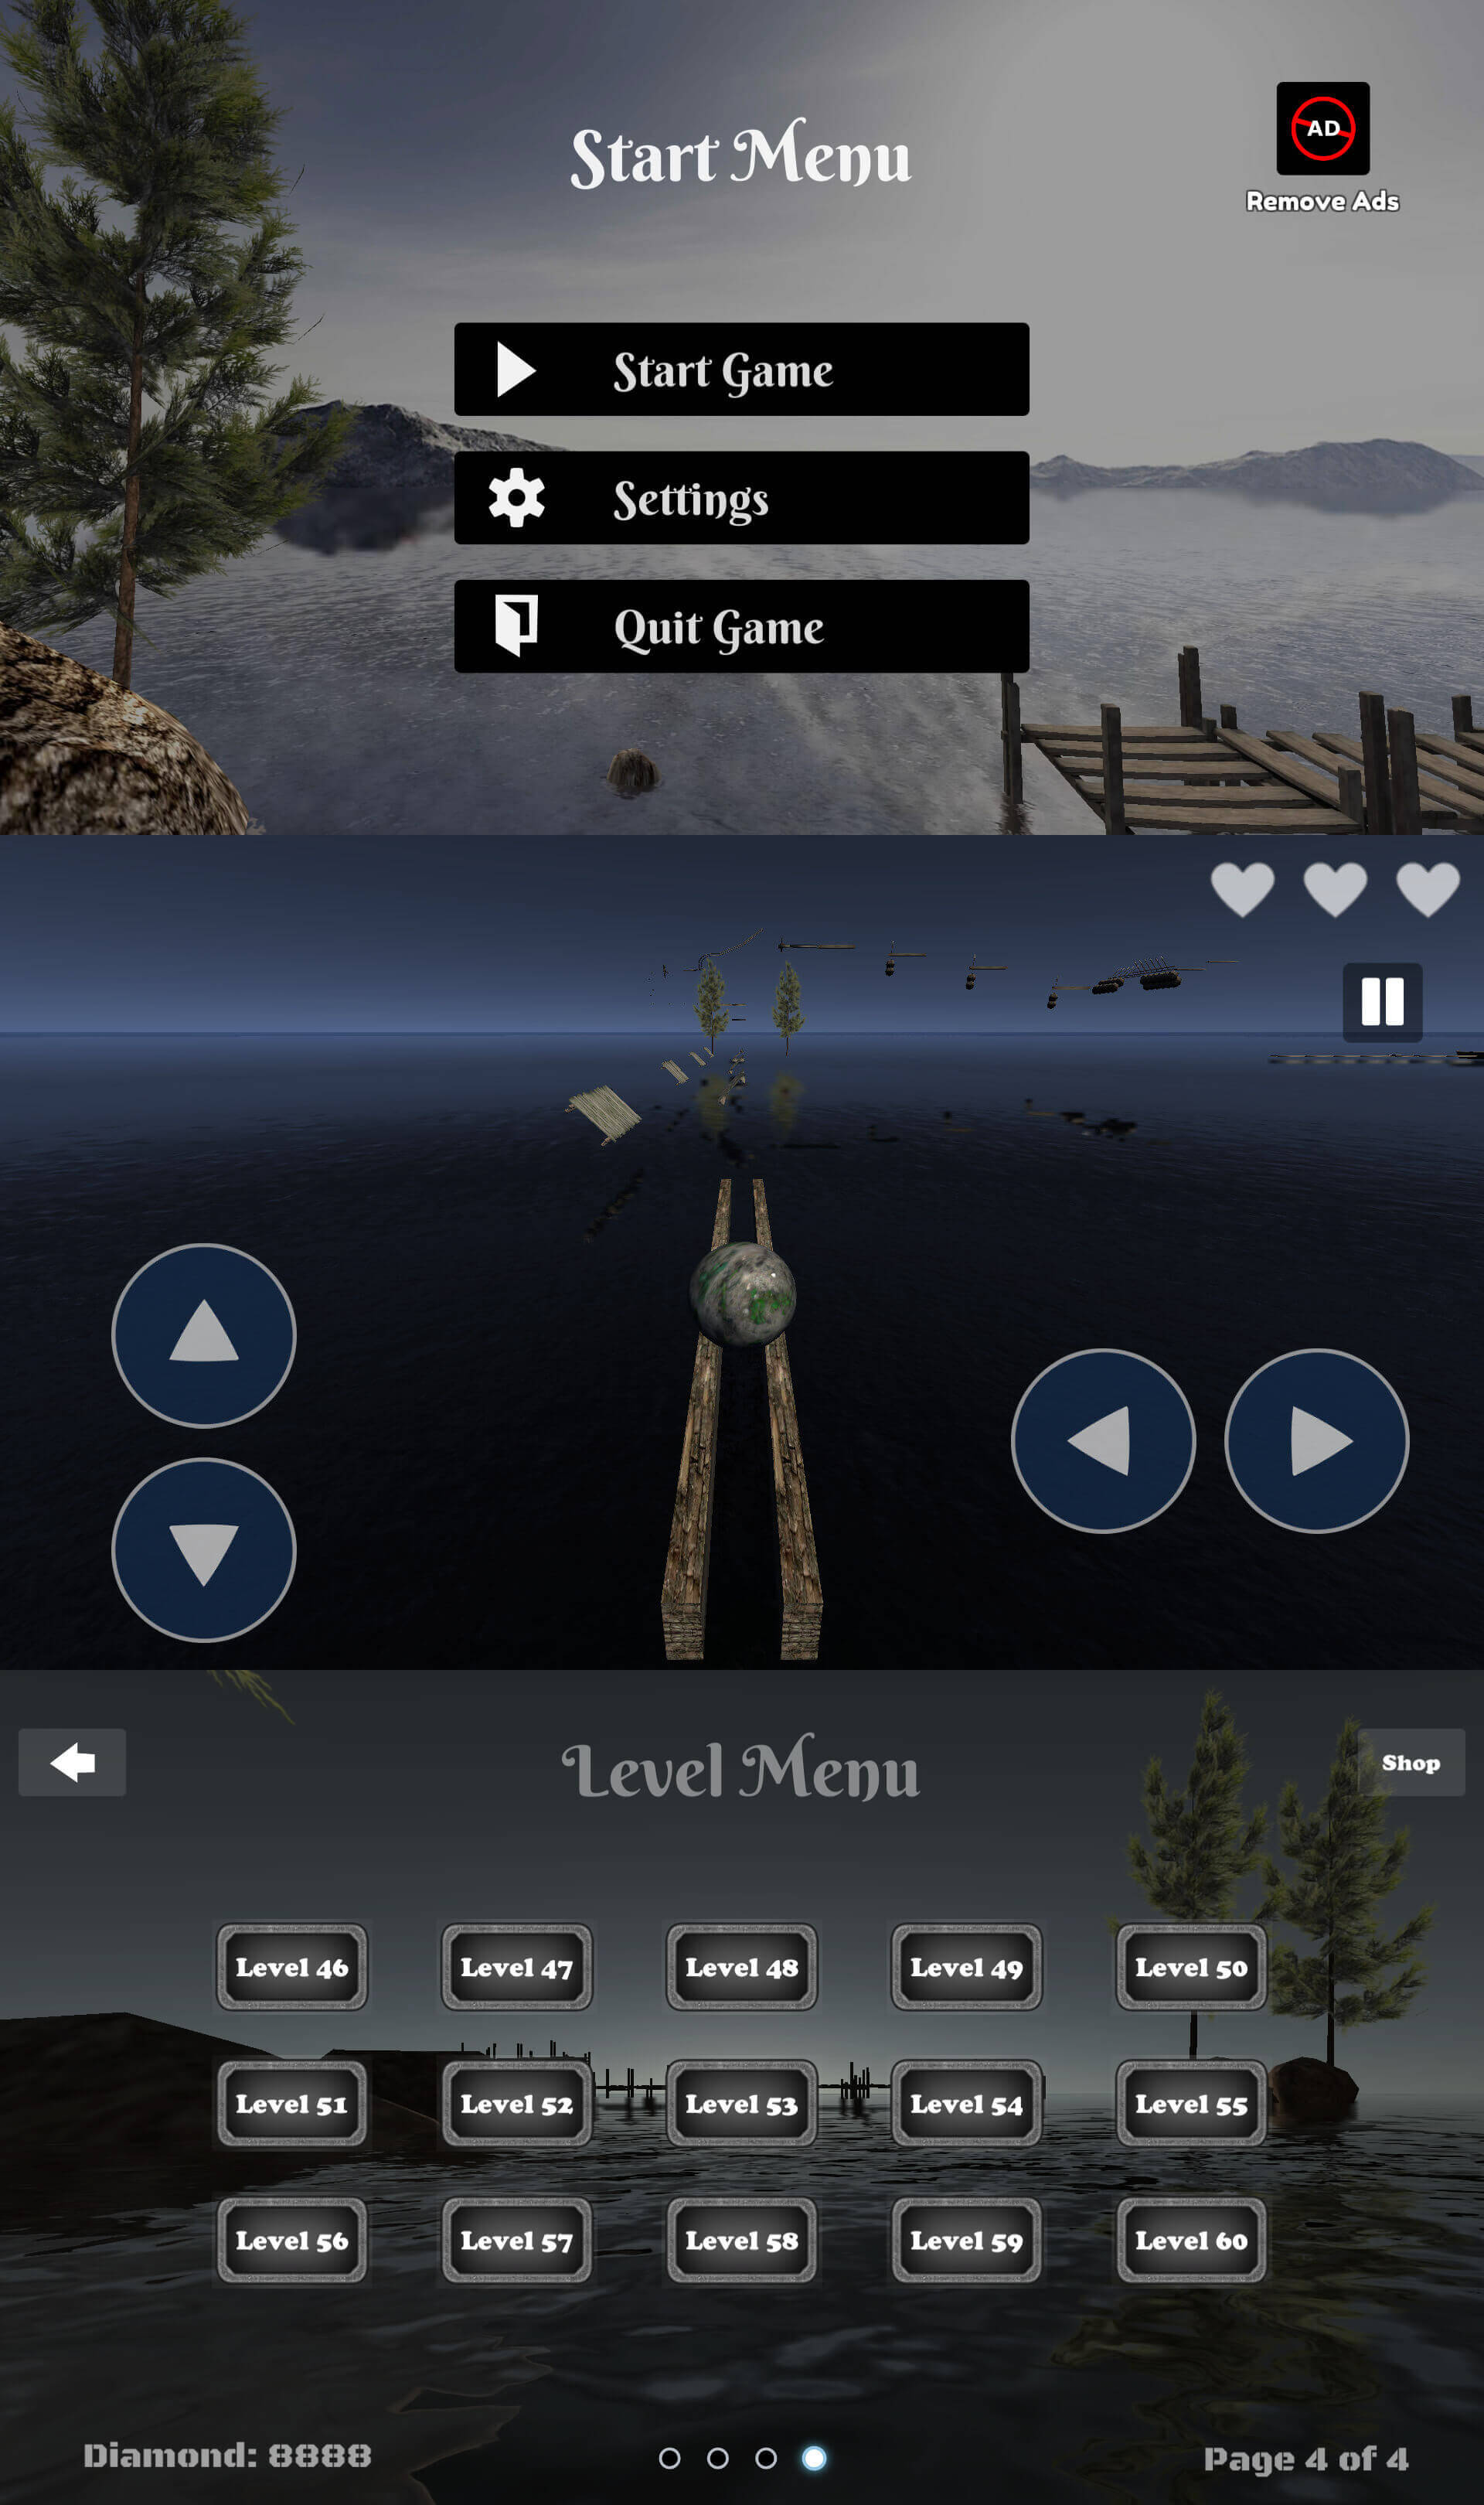 Start Menu
AD
Remove Ads
Start Game
Settings
Quit Game
Level Menu
Shop
Level 46
Level 47
Level 48
Level 49
Level 50
Level 51
Level 52
Level 53
Level 54
Level 55
Level 56
Level 57
Level 58
Level 59
Level 60
Diamond: 8888
Page 4 of 4